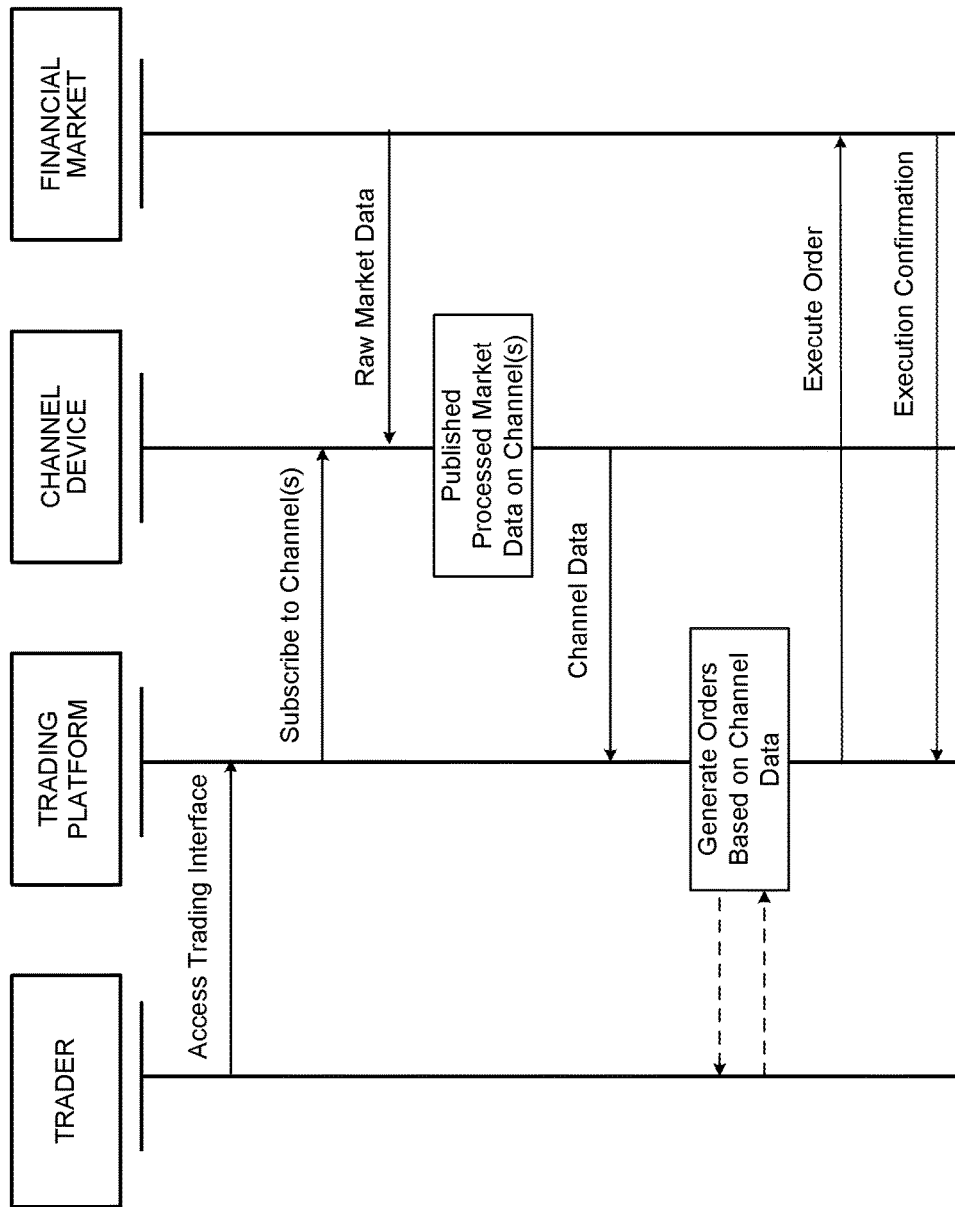 TRADER
TRADING
PLATFORM
CHANNEL
DEVICE
FINANCIAL
MARKET
Access Trading Interface
Subscribe to Channel(s)
Raw Market Data
Published
Processed Market
Data on Channel(s)
Channel Data
Generate Orders
Based on Channel
Data
Execute Order
Execution Confirmation